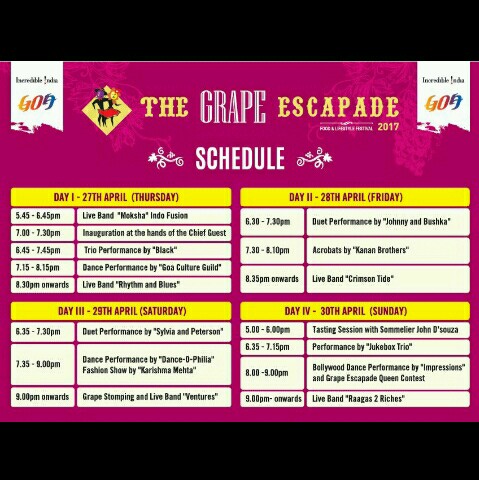 Incredible !ndia
GOA
Incredible !ndia
GOA
THE GRAPE ESCAPADE
FOOD & LIFESTYLE FESTIVAL 2017
SCHEDULE
DAY I - 27TH APRIL (THURSDAY)
5.45 - 6.45pm Live Band "Moksha" Indo Fusion
7.00 - 7.30pm Inauguration at the hands of the Chief Guest
6.45 - 7.45pm Trio Performance by "Black"
7.15 - 8.15pm Dance Performance by "Goa Culture Guild"
8.30pm onwards Live Band "Rhythm and Blues"
DAY II - 28TH APRIL (FRIDAY)
6.30 - 7.30pm Duet Performance by "Johnny and Bushka"
7.30 - 8.10pm Acrobats by "Kanan Brothers"
8.35pm onwards Live Band "Crimson Tide"
DAY III - 29TH APRIL (SATURDAY)
6.35 - 7.30pm Duet Performance by "Sylvia and Peterson"
7.35 - 9.00pm Dance Performance by "Dance-O-Philia"
Fashion Show by "Karishma Mehta"
9.00pm onwards Grape Stomping and Live Band "Ventures"
DAY IV - 30TH APRIL (SUNDAY)
5.00 - 6.00pm Tasting Session with Sommelier John D'souza
6.35 - 7.15pm Performance by "Jukebox Trio"
8.00 -9.00pm Bollywood Dance Performance by "Impressions"
and Grape Escapade Queen Contest
9.00pm- onwards Live Band "Raagas 2 Riches"